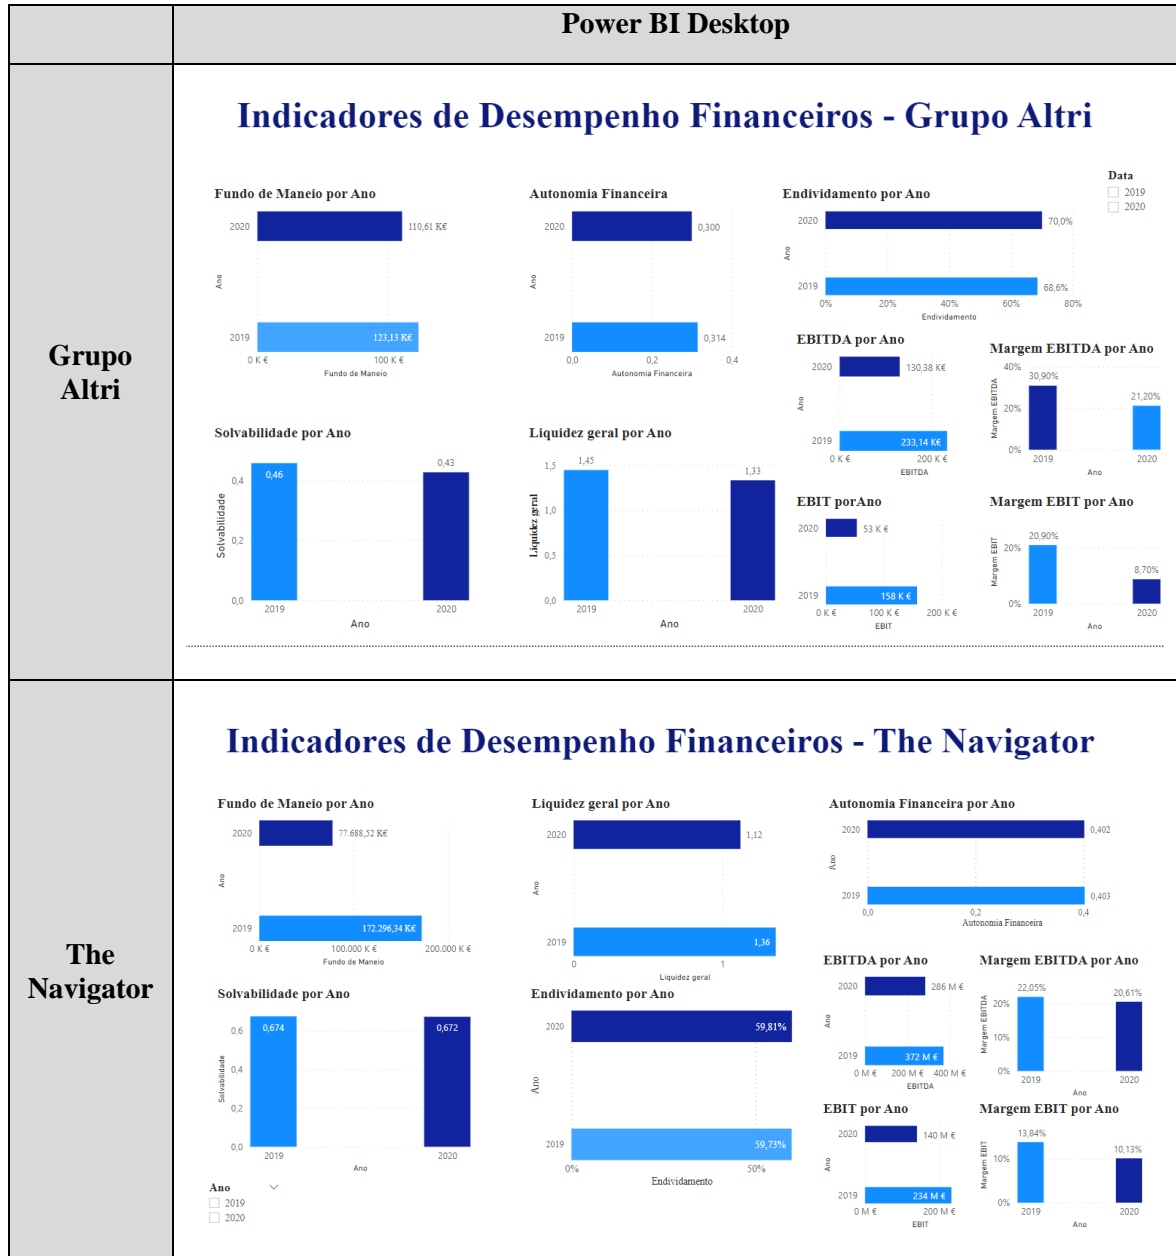 Power BI Desktop
Grupo
Altri
Indicadores de Desempenho Financeiros - Grupo Altri
Data
2019
2020
Fundo de Maneio por Ano
2020
110,61 K€
Ano
2019
123,13 K€
0 K €
100 K €
Fundo de Maneio
Autonomia Financeira
2020
0,300
Ano
2019
0,314
0,0
0,2
0,4
Autonomia Financeira
Endividamento por Ano
2020
70,0%
Ano
2019
68,6%
0%
20%
40%
60%
80%
Endividamento
EBITDA por Ano
2020
130,38 K€
Ano
2019
233,14 K€
0 K €
200 K €
EBITDA
Margem EBITDA por Ano
Margem EBITDA
40%
20%
0%
30,90%
21,20%
2019
2020
Ano
Solvabilidade por Ano
Solvabilidade
0,4
0,2
0,0
0,46
0,43
2019
2020
Ano
Liquidez geral por Ano
Liquidez geral
1,5
1,0
0,5
0,0
1,45
1,33
2019
2020
Ano
EBIT porAno
2020
53 K €
Ano
2019
158 K €
0 K €
100 K €
200 K €
EBIT
Margem EBIT por Ano
Margem EBIT
20%
0%
20,90%
8,70%
2019
2020
Ano
The
Navigator
Indicadores de Desempenho Financeiros - The Navigator
Fundo de Maneio por Ano
2020
77.688,52 K€
Ano
2019
172.296,34 K€
0 K €
100.000 K €
200.000 K €
Fundo de Maneio
Liquidez geral por Ano
2020
1,12
Ano
2019
1,36
0
1
Liquidez geral
Autonomia Financeira por Ano
2020
0,402
Ano
2019
0,403
0,0
0,2
0,4
Autonomia Financeira
Solvabilidade por Ano
Solvabilidade
0,6
0,4
0,2
0,0
0,674
0,672
2019
2020
Ano
Endividamento por Ano
2020
59,81%
Ano
2019
59,73%
0%
50%
Endividamento
EBITDA por Ano
2020
286 M €
Ano
2019
372 M €
0 M €
200 M €
400 M €
EBITDA
Margem EBITDA por Ano
Margem EBITDA
20%
10%
0%
22,05%
20,61%
2019
2020
Ano
EBIT por Ano
2020
140 M €
Ano
2019
234 M €
0 M €
200 M €
EBIT
Margem EBIT por Ano
Margem EBIT
10%
0%
13,84%
10,13%
2019
2020
Ano
Ano
2019
2020